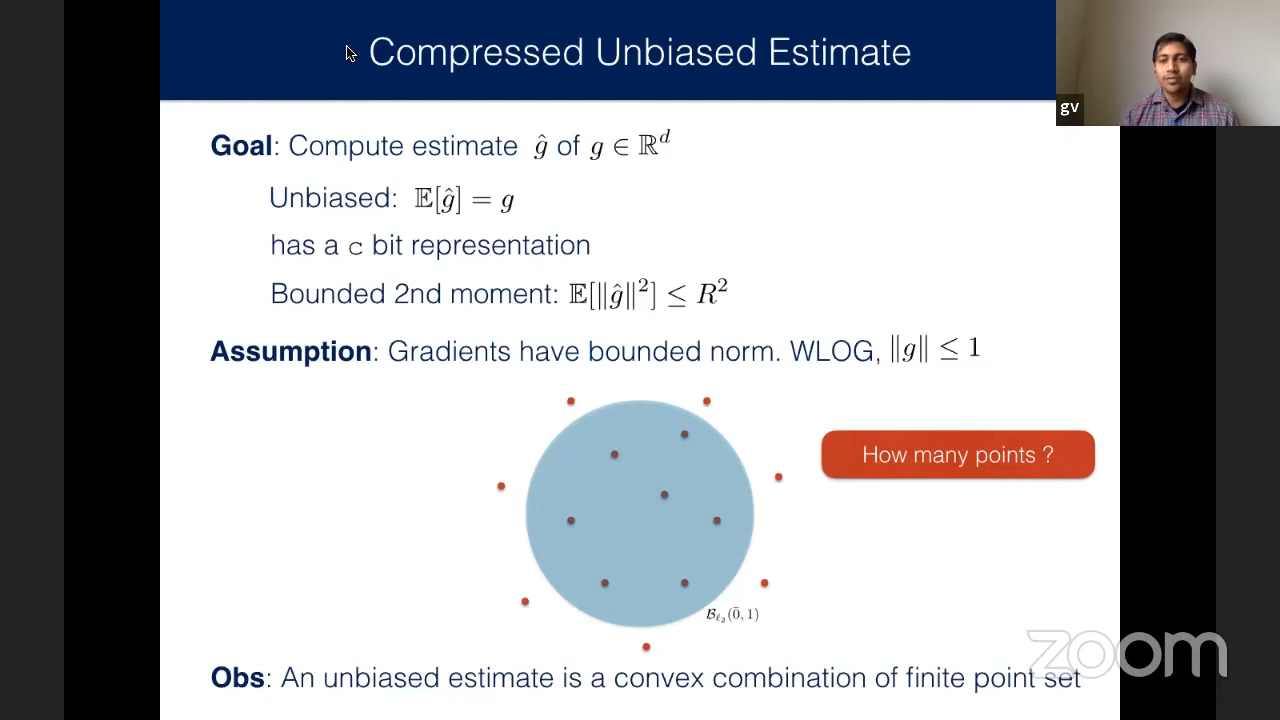 Compressed Unbiased Estimate
gv
Goal: Compute estimate ĝ of g ∈ ℝ^d
Unbiased: 𝔼[ĝ] = g
has a c bit representation
Bounded 2nd moment: 𝔼[‖ĝ‖²] ≤ R²
Assumption: Gradients have bounded norm. WLOG, ‖g‖ ≤ 1
How many points ?
𝓑_{ℓ₂}(0̄, 1)
zoom
Obs: An unbiased estimate is a convex combination of finite point set